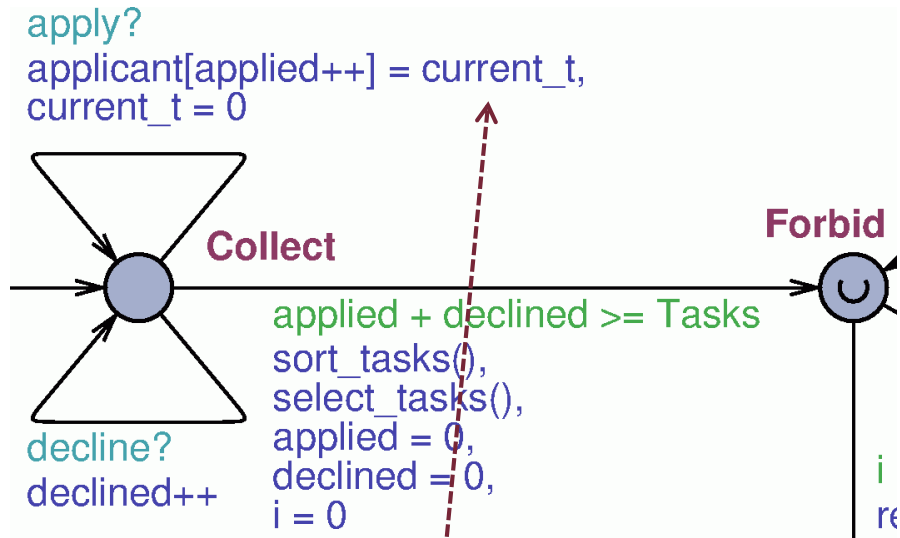 apply?
applicant[applied++] = current_t,
current_t = 0
Collect
Forbid
applied + declined >= Tasks
sort_tasks(),
select_tasks(),
applied = 0,
declined = 0,
i = 0
decline?
declined++
i
re